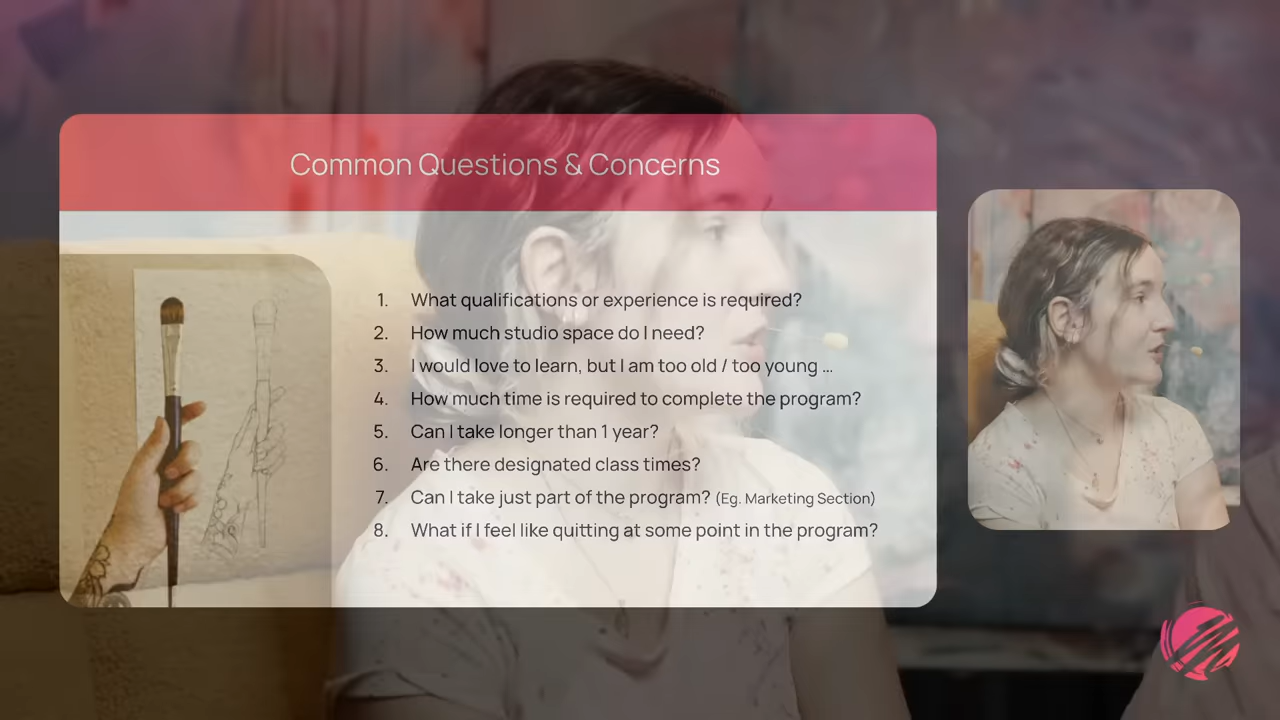 Common Questions & Concerns
1. What qualifications or experience is required?
2. How much studio space do I need?
3. I would love to learn, but I am too old / too young ...
4. How much time is required to complete the program?
5. Can I take longer than 1 year?
6. Are there designated class times?
7. Can I take just part of the program? (Eg. Marketing Section)
8. What if I feel like quitting at some point in the program?